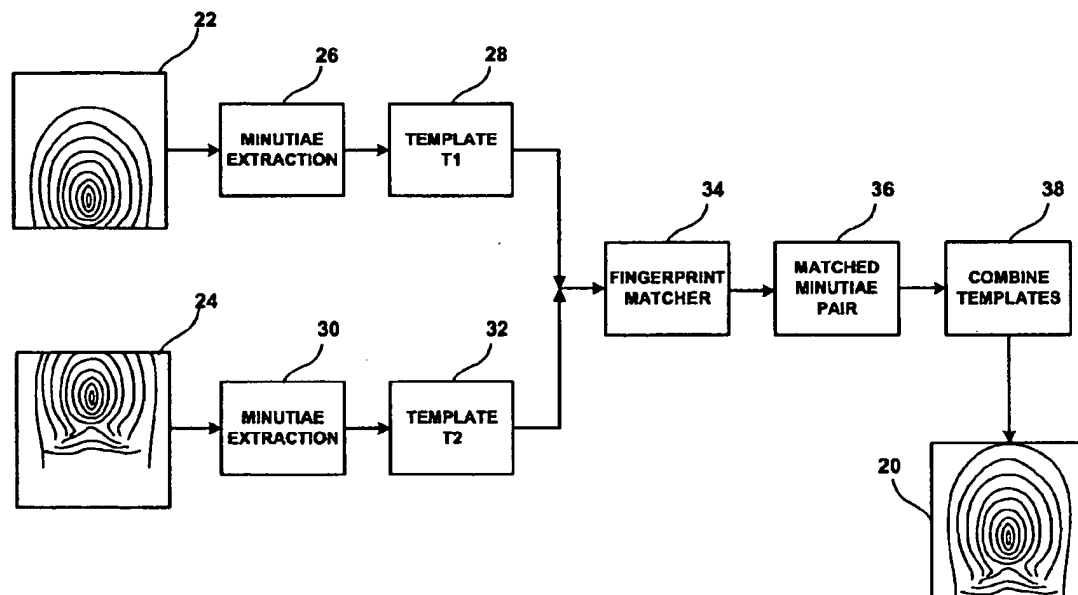 22
26
28
MINUTIAE
EXTRACTION
TEMPLATE
T1
34
36
38
FINGERPRINT
MATCHER
MATCHED
MINUTIAE
PAIR
COMBINE
TEMPLATES
24
30
32
MINUTIAE
EXTRACTION
TEMPLATE
T2
20